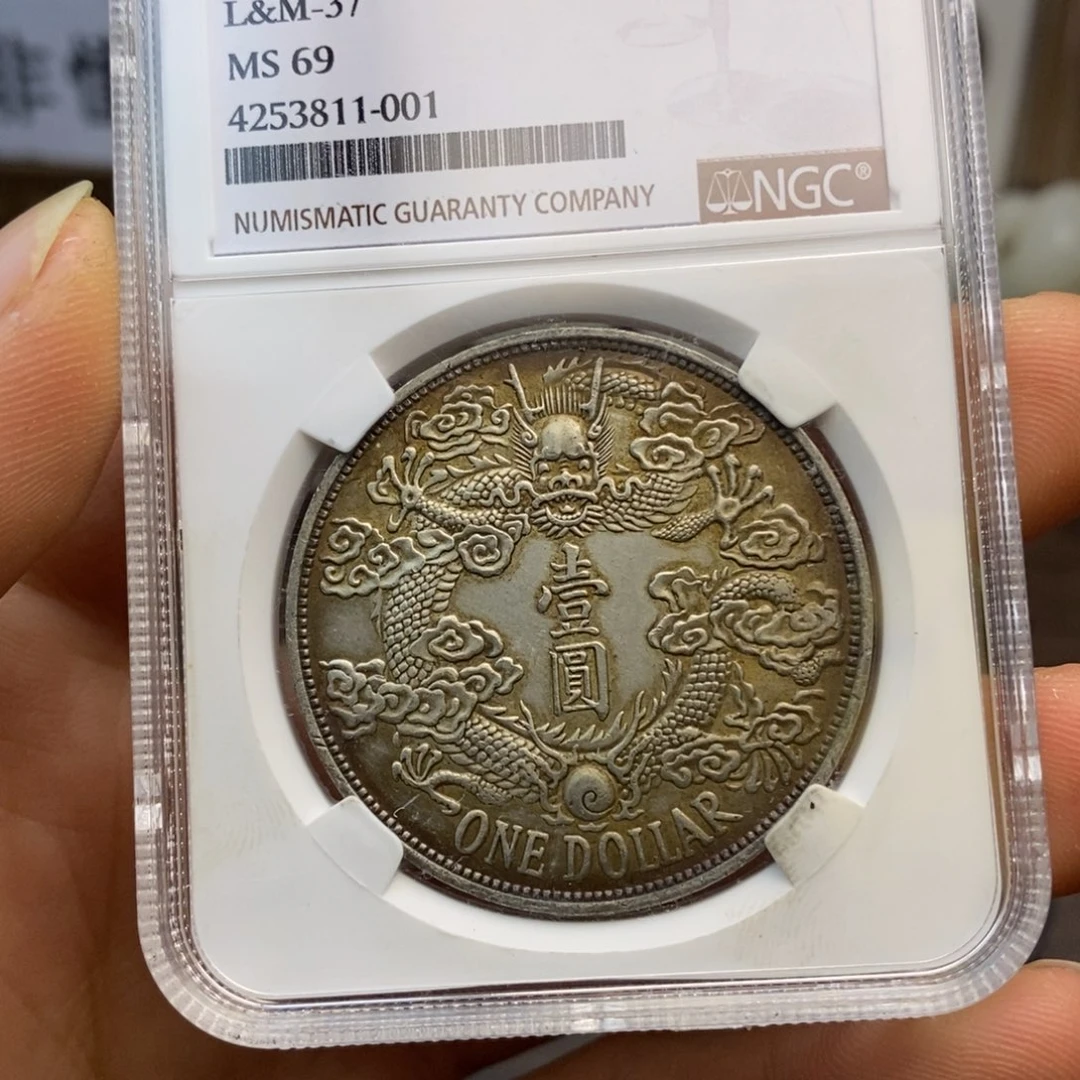 L&M-37
MS 69
4253811-001
NUMISMATIC GUARANTY COMPANY
NGC®
壹圓
ONE DOLLAR